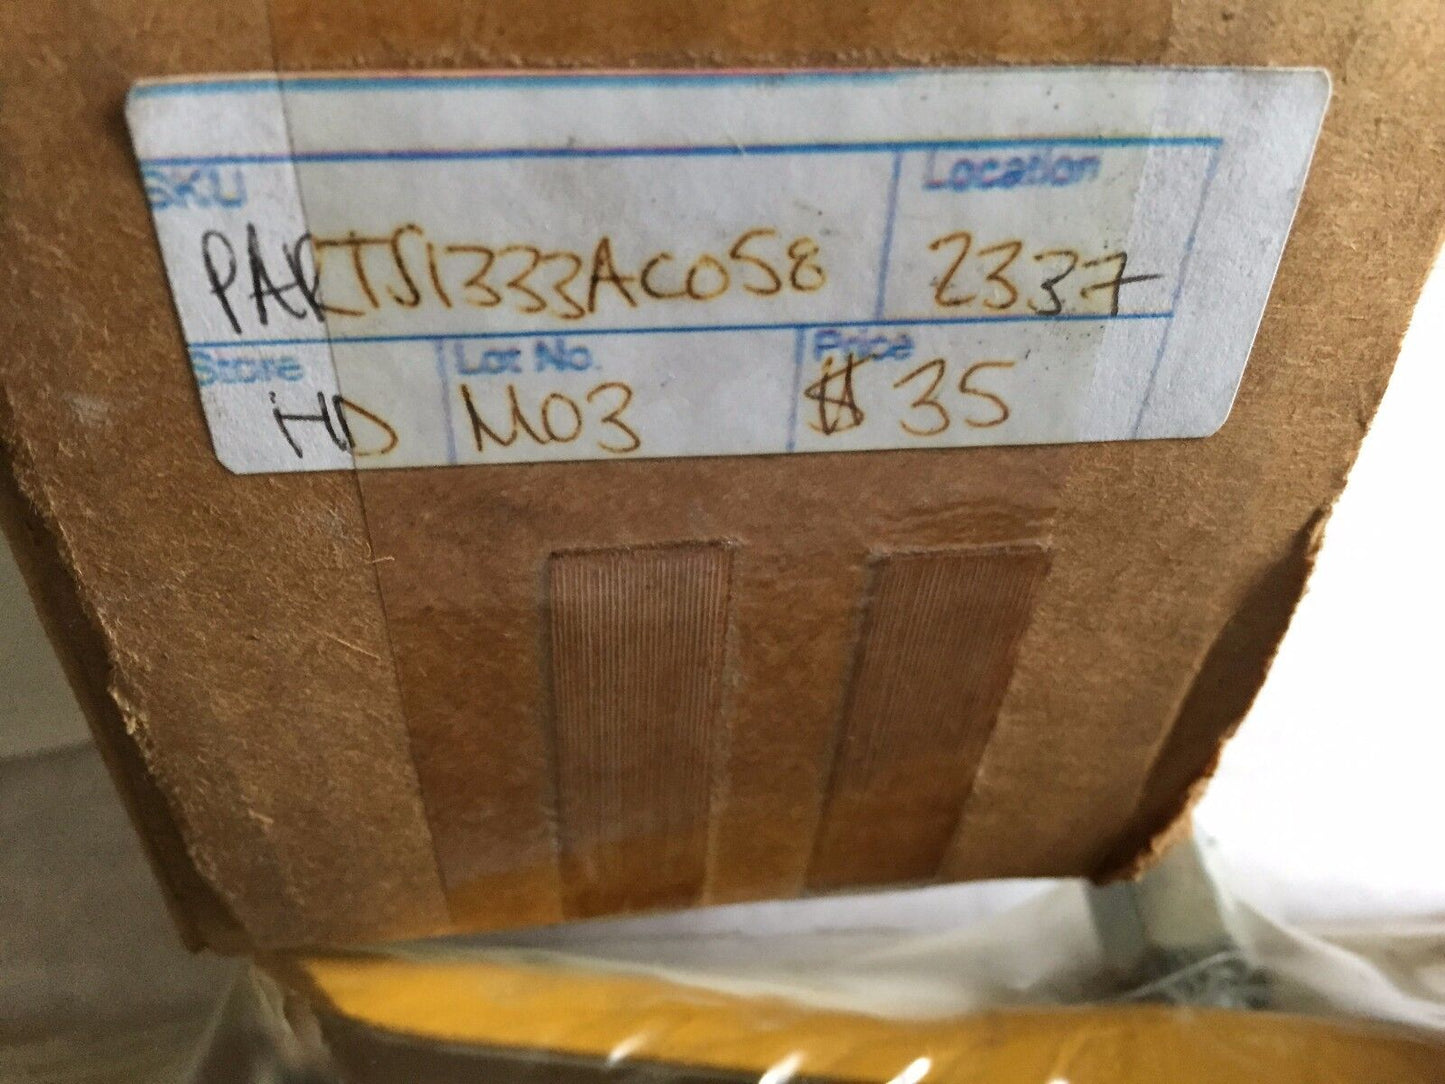 SKU Location
PARTS1333AC058 2337
Store Lot No. Price
HD M03 $35